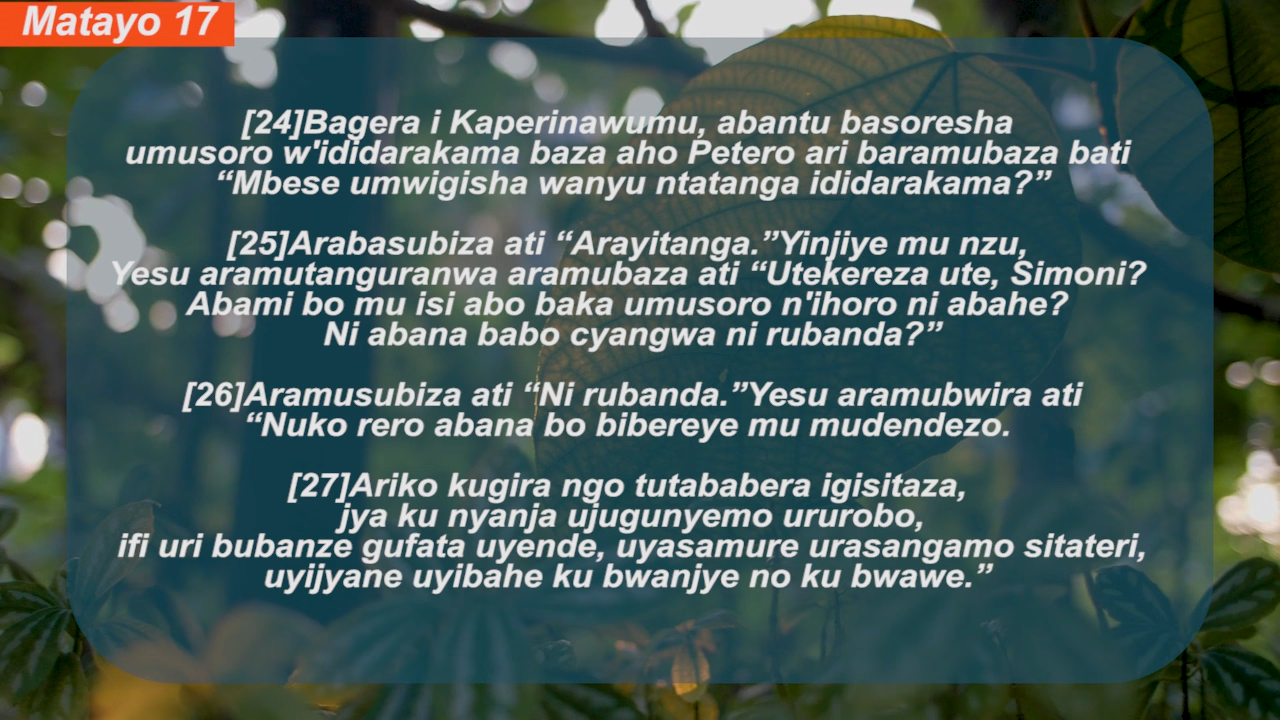 Matayo 17
[24]Bagera i Kaperinawumu, abantu basoresha
umusoro w'ididarakama baza aho Petero ari baramubaza bati
“Mbese umwigisha wanyu ntatanga ididarakama?”
[25]Arabasubiza ati “Arayitanga.”Yinjiye mu nzu,
Yesu aramutanguranwa aramubaza ati “Utekereza ute, Simoni?
Abami bo mu isi abo baka umusoro n'ihoro ni abahe?
Ni abana babo cyangwa ni rubanda?”
[26]Aramusubiza ati “Ni rubanda.”Yesu aramubwira ati
“Nuko rero abana bo bibereye mu mudendezo.
[27]Ariko kugira ngo tutababera igisitaza,
jya ku nyanja ujugunyemo ururobo,
ifi uri bubanze gufata uyende, uyasamure urasangamo sitateri,
uyijyane uyibahe ku bwanjye no ku bwawe.”